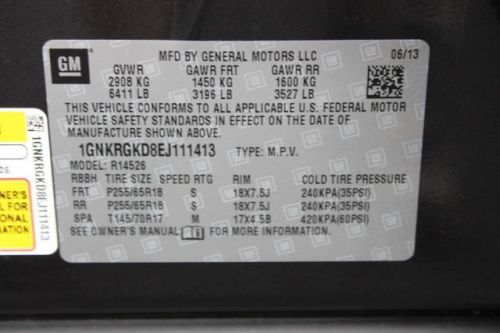 GM
MFD BY GENERAL MOTORS LLC 06/13
GVWR GAWR FRT GAWR RR
2908 KG 1450 KG 1600 KG
6411 LB 3196 LB 3527 LB
THIS VEHICLE CONFORMS TO ALL APPLICABLE U.S. FEDERAL MOTOR
VEHICLE SAFETY STANDARDS IN EFFECT ON THE DATE OF
MANUFACTURE SHOWN ABOVE.
1GNKRGKD8EJ111413 TYPE: M.P.V.
MODEL: R14526
RBBH TIRE SIZE SPEED RTG RIM COLD TIRE PRESSURE
FRT P255/65R18 S 18X7.5J 240KPA(35PSI)
RR P255/65R18 S 18X7.5J 240KPA(35PSI)
SPA T145/70R17 M 17X4.5B 420KPA(60PSI)
SEE OWNER'S MANUAL FOR MORE INFORMATION.
1GNKRGKD8EJ111413
WNER'S
FOR
IONAL
ATION